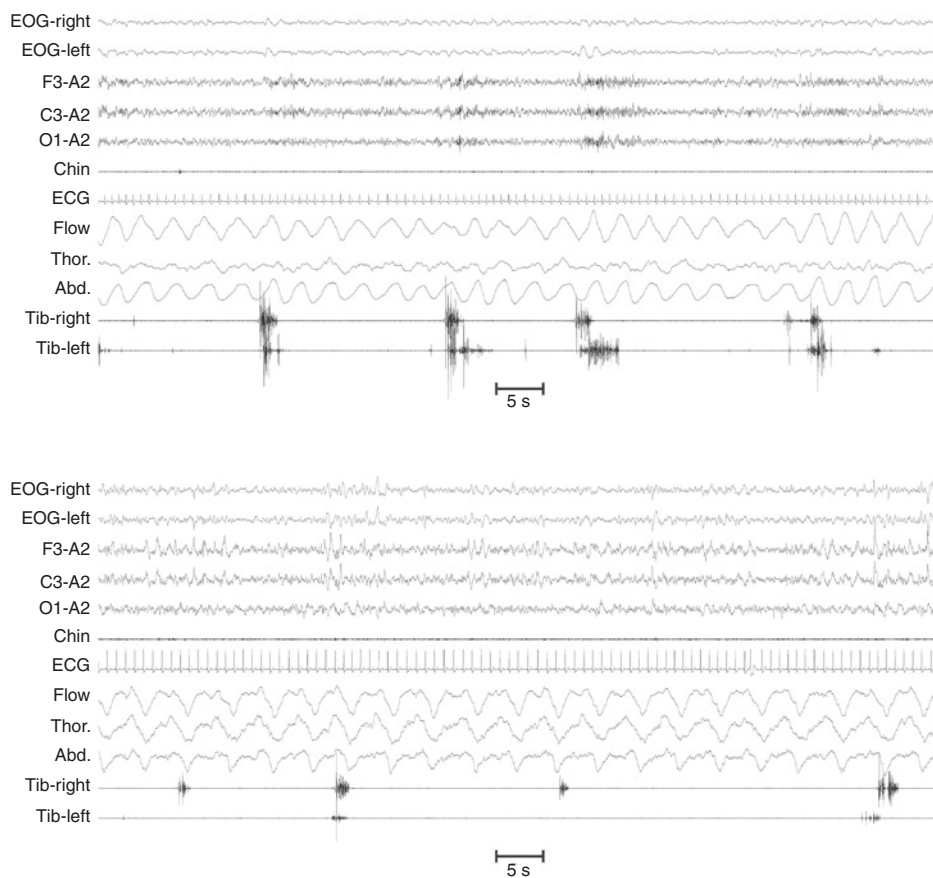 EOG-right
EOG-left
F3-A2
C3-A2
O1-A2
Chin
ECG
Flow
Thor.
Abd.
Tib-right
Tib-left
5 s
EOG-right
EOG-left
F3-A2
C3-A2
O1-A2
Chin
ECG
Flow
Thor.
Abd.
Tib-right
Tib-left
5 s